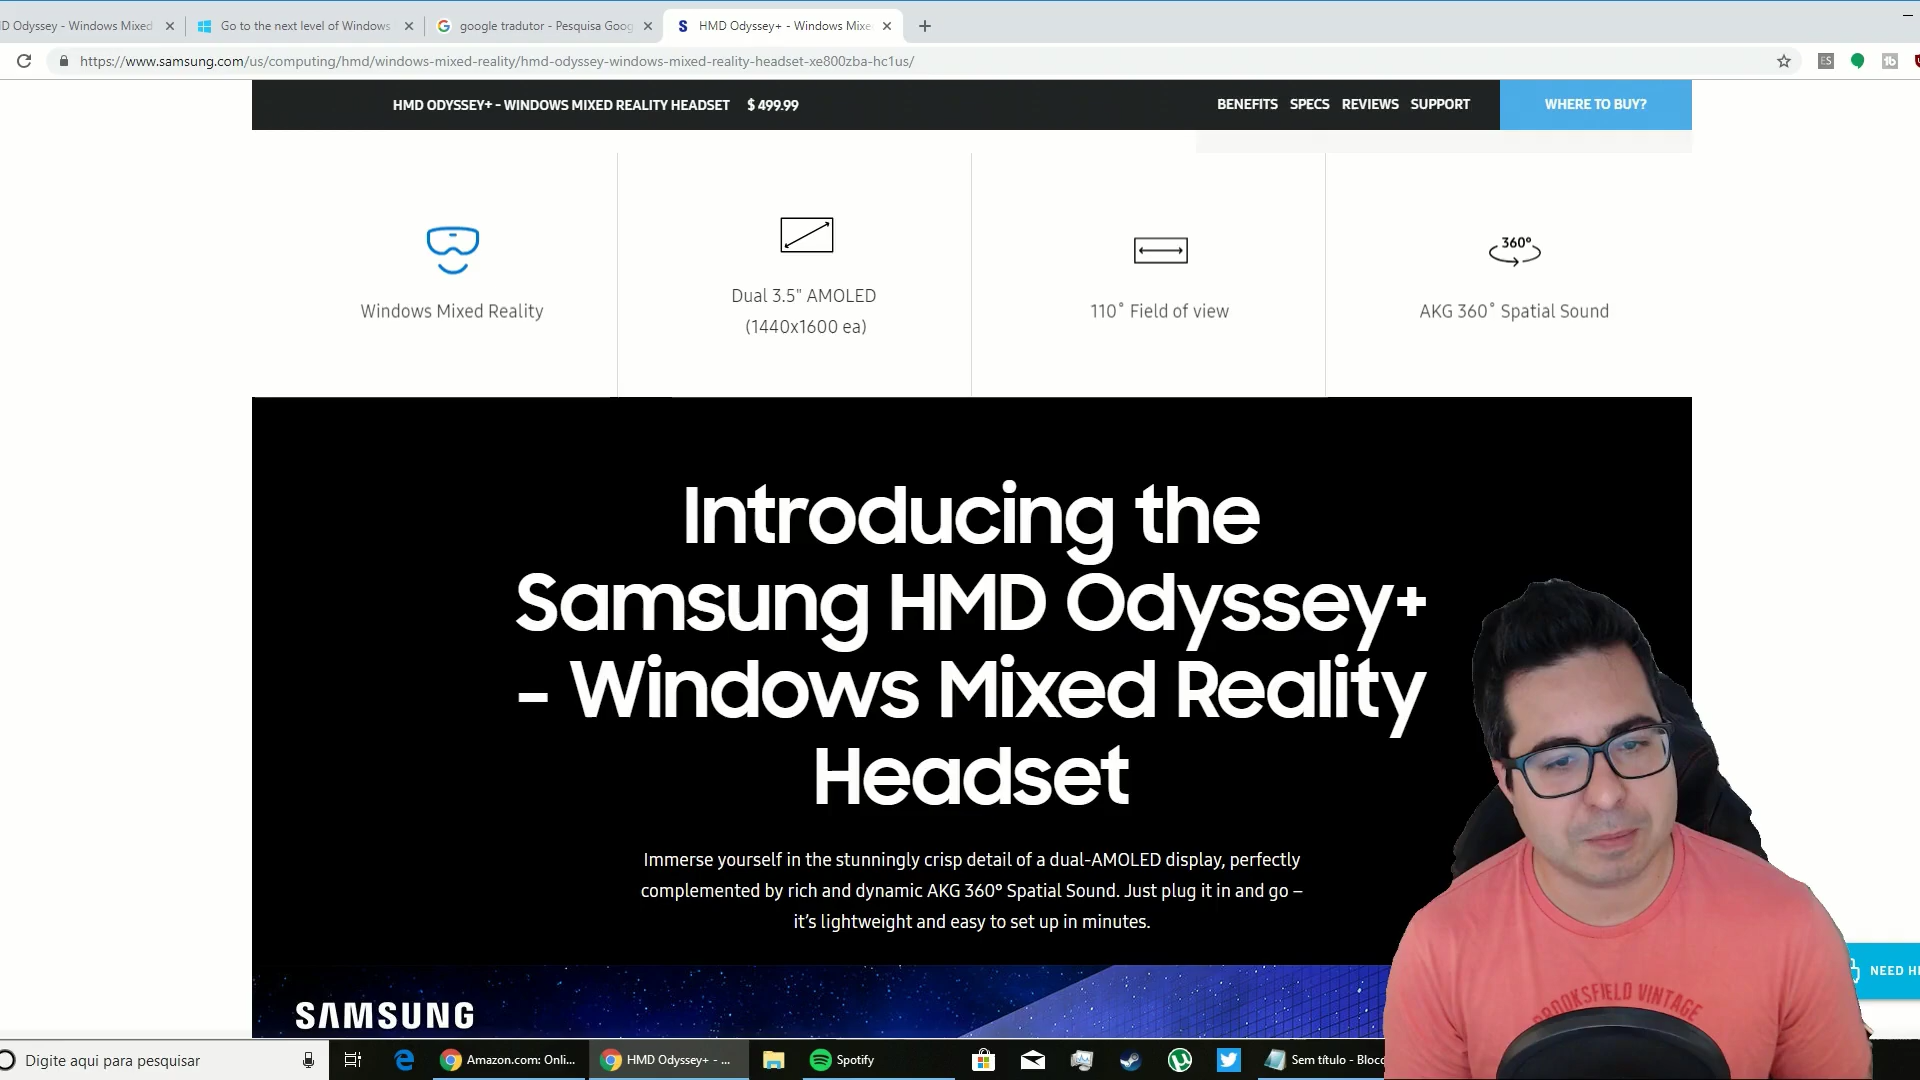 D Odyssey - Windows Mixed
Go to the next level of Windows
google tradutor - Pesquisa Goog
HMD Odyssey+ - Windows Mixe
https://www.samsung.com/us/computing/hmd/windows-mixed-reality/hmd-odyssey-windows-mixed-reality-headset-xe800zba-hc1us/
HMD ODYSSEY+ - WINDOWS MIXED REALITY HEADSET $ 499.99
BENEFITS SPECS REVIEWS SUPPORT WHERE TO BUY?
Windows Mixed Reality
Dual 3.5" AMOLED
(1440x1600 ea)
110˚ Field of view
360°
AKG 360˚ Spatial Sound
Introducing the
Samsung HMD Odyssey+
- Windows Mixed Reality
Headset
Immerse yourself in the stunningly crisp detail of a dual-AMOLED display, perfectly
complemented by rich and dynamic AKG 360º Spatial Sound. Just plug it in and go –
it’s lightweight and easy to set up in minutes.
SAMSUNG
BROOKSFIELD VINTAGE
NEED H
Digite aqui para pesquisar
Amazon.com: Onli...
HMD Odyssey+ - ...
Spotify
Sem título - Bloco